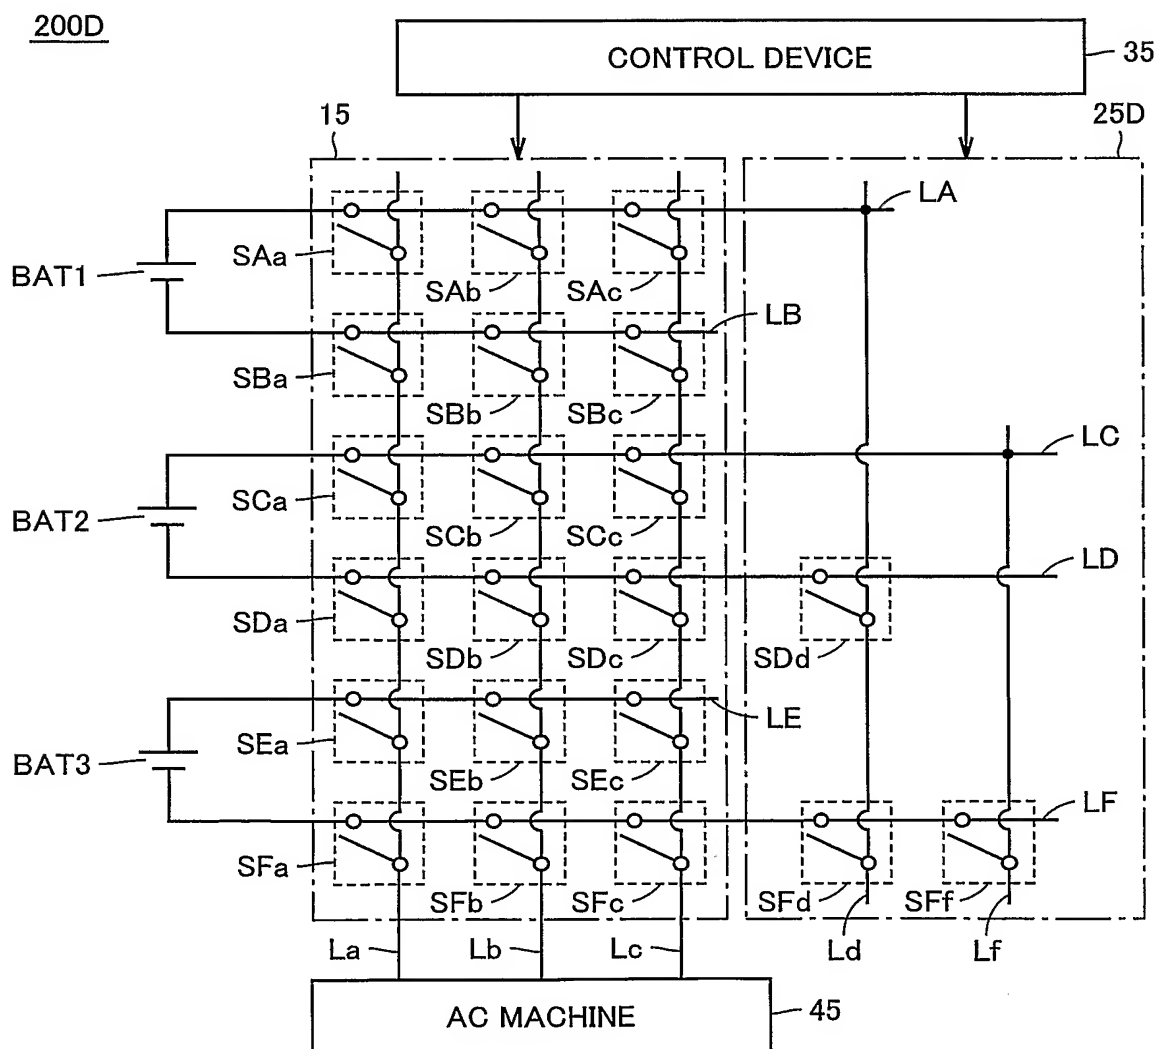 200D
CONTROL DEVICE
35
15
25D
LA
BAT1
SAa
SAb
SAc
LB
SBa
SBb
SBc
LC
BAT2
SCa
SCb
SCc
LD
SDa
SDb
SDc
SDd
LE
BAT3
SEa
SEb
SEc
LF
SFa
SFb
SFc
SFd
SFf
La
Lb
Lc
Ld
Lf
AC MACHINE
45